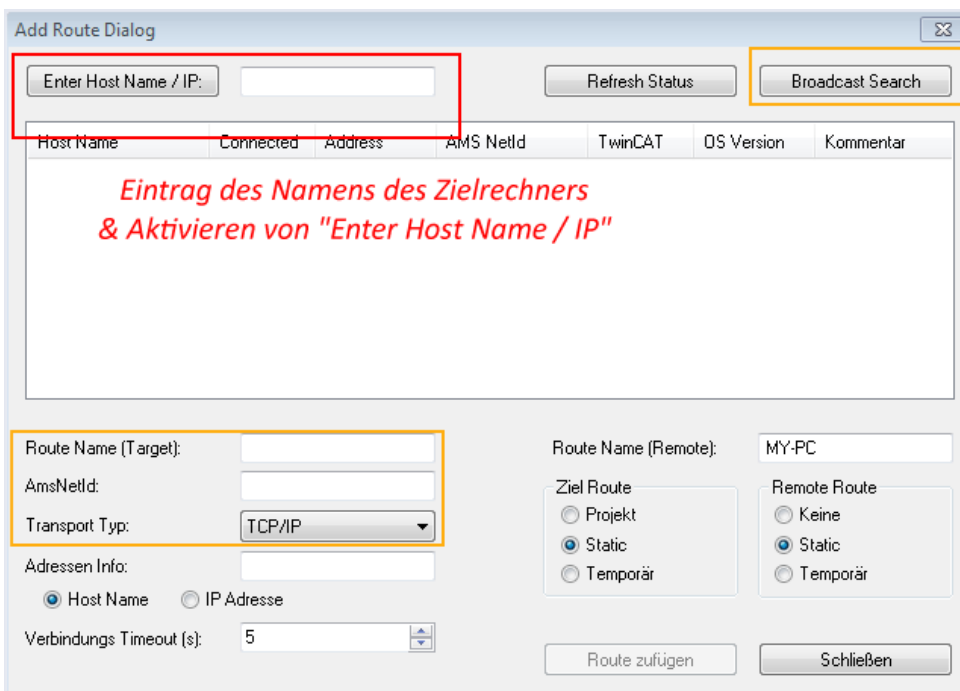 Add Route Dialog
Enter Host Name / IP: Refresh Status Broadcast Search
Host Name Connected Address AMS NetId TwinCAT OS Version Kommentar
Eintrag des Namens des Zielrechners
& Aktivieren von "Enter Host Name / IP"
Route Name (Target): Route Name (Remote): MY-PC
AmsNetId: Ziel Route Remote Route
Projekt Keine
Transport Typ: TCP/IP
Static Static
Adressen Info: Temporär Temporär
Host Name IP Adresse
Verbindungs Timeout (s): 5
Route zufügen Schließen